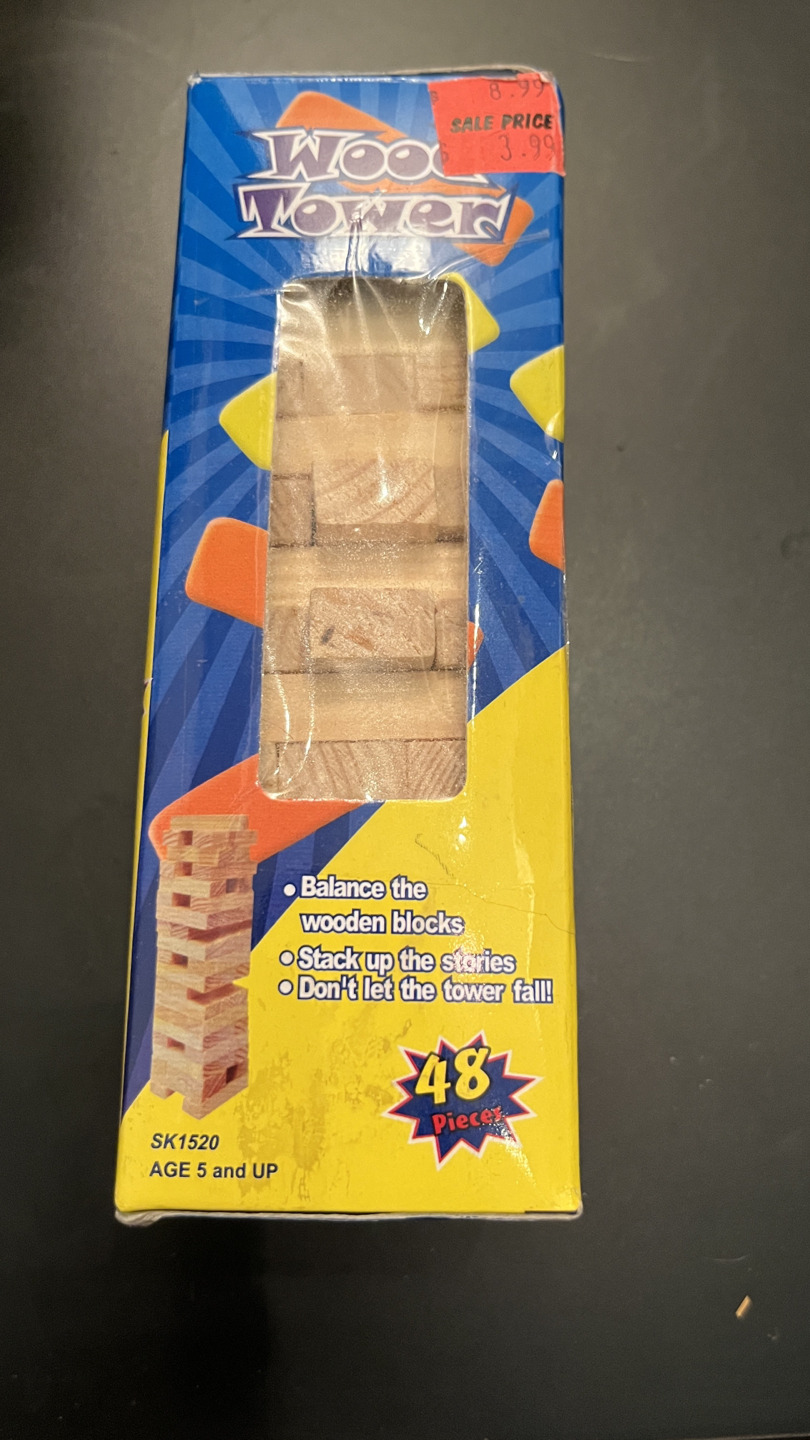 $ 8.99
SALE PRICE
$ 3.99
Wood
Tower
• Balance the
wooden blocks
• Stack up the stories
• Don't let the tower fall!
48
Pieces
SK1520
AGE 5 and UP